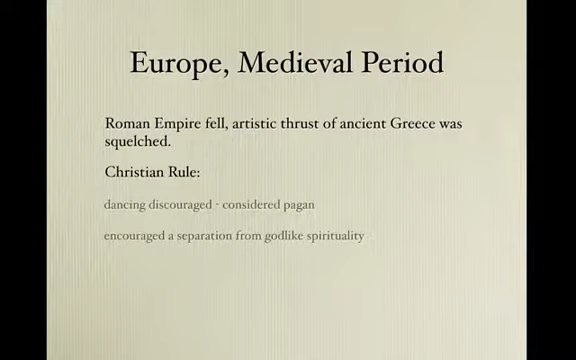 Europe, Medieval Period
Roman Empire fell, artistic thrust of ancient Greece was
squelched.
Christian Rule:
dancing discouraged - considered pagan
encouraged a separation from godlike spirituality